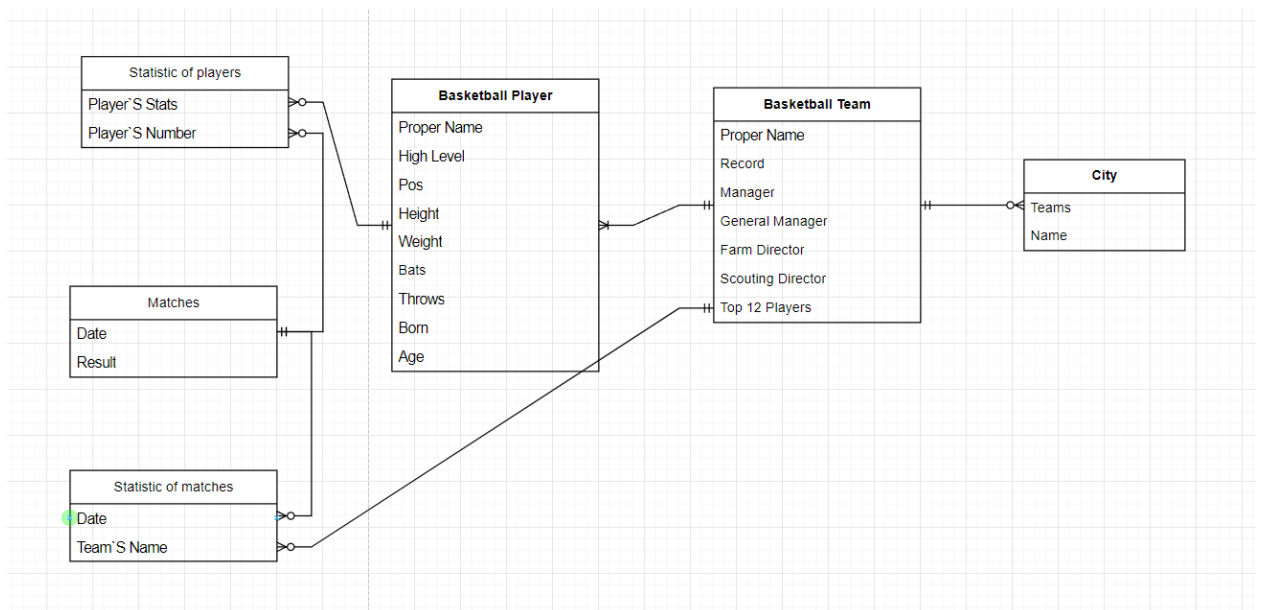 Statistic of players
Player`S Stats
Player`S Number
Basketball Player
Proper Name
High Level
Pos
Height
Weight
Bats
Throws
Born
Age
Basketball Team
Proper Name
Record
Manager
General Manager
Farm Director
Scouting Director
Top 12 Players
City
Teams
Name
Matches
Date
Result
Statistic of matches
Date
Team`S Name